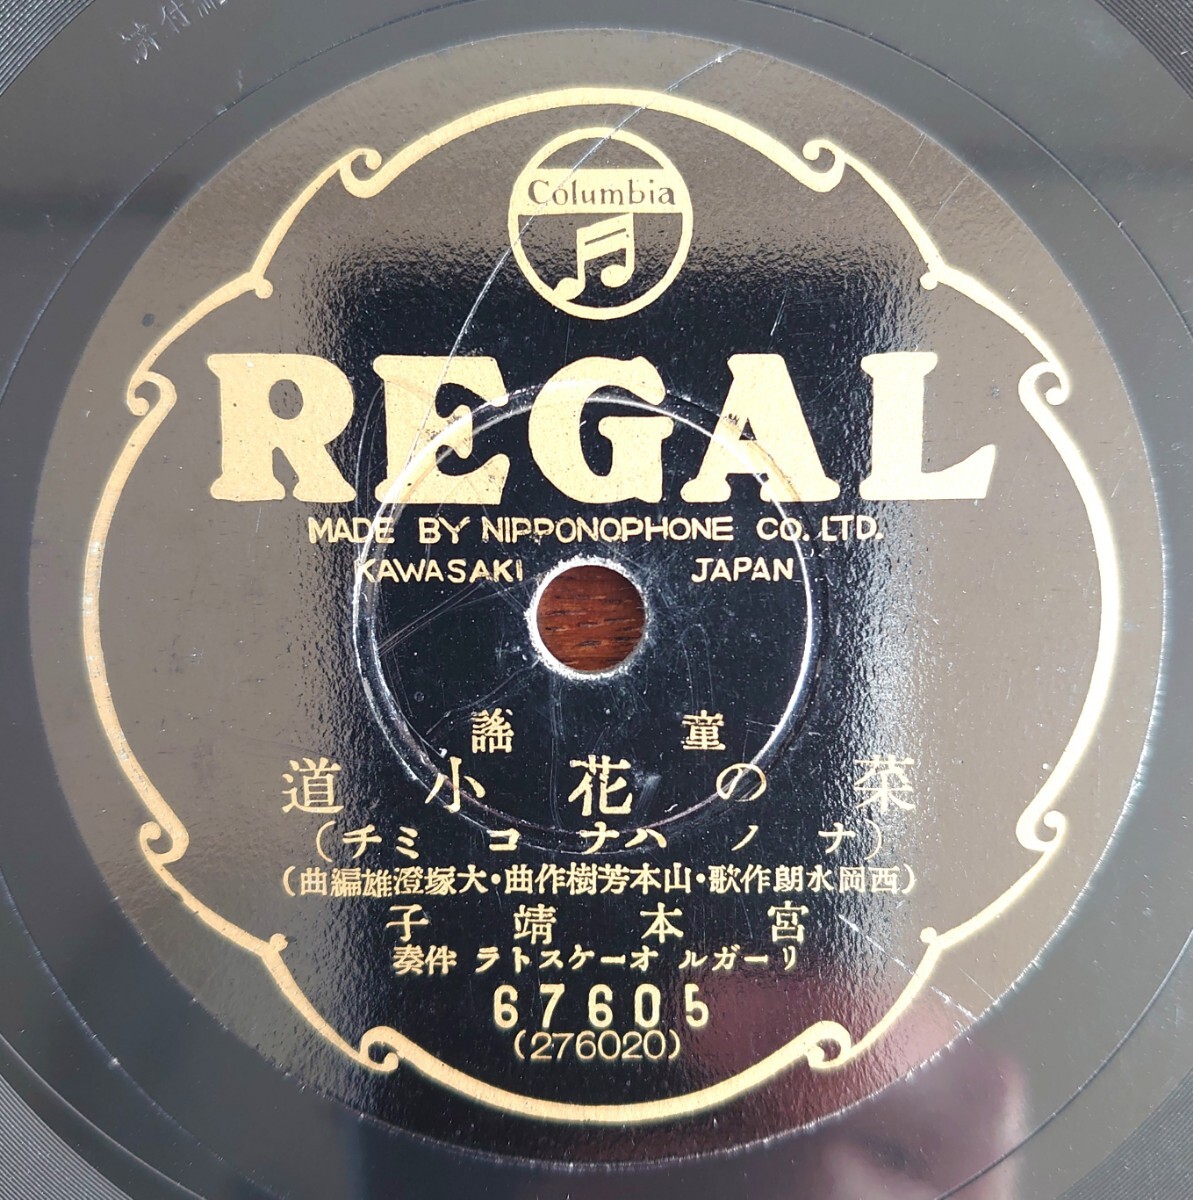 Columbia
REGAL
MADE BY NIPPONOPHONE CO. LTD.
KAWASAKI JAPAN
童謠
菜の花小道
(ナノハナコミチ)
(西岡水朗作歌・山本芳樹作曲・大塚澄雄編曲)
宮本靖子
リーガル オーケストラ 伴奏
67605
(276020)